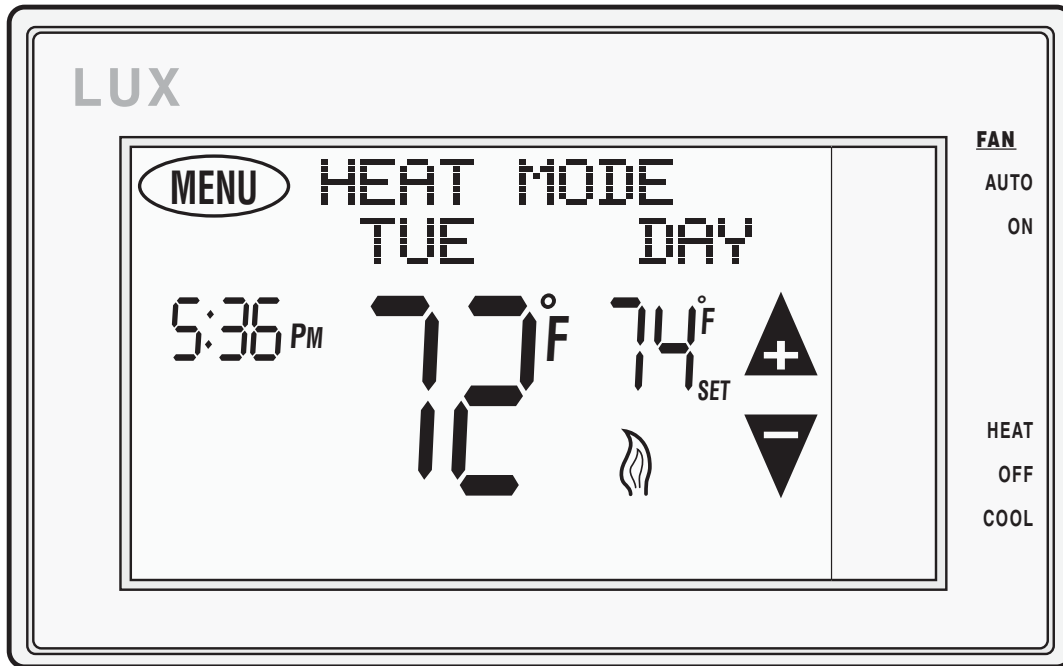 LUX
MENU HEAT MODE
TUE DAY
5:36 PM 72°F 74°F SET
+
−
FAN
AUTO
ON
HEAT
OFF
COOL